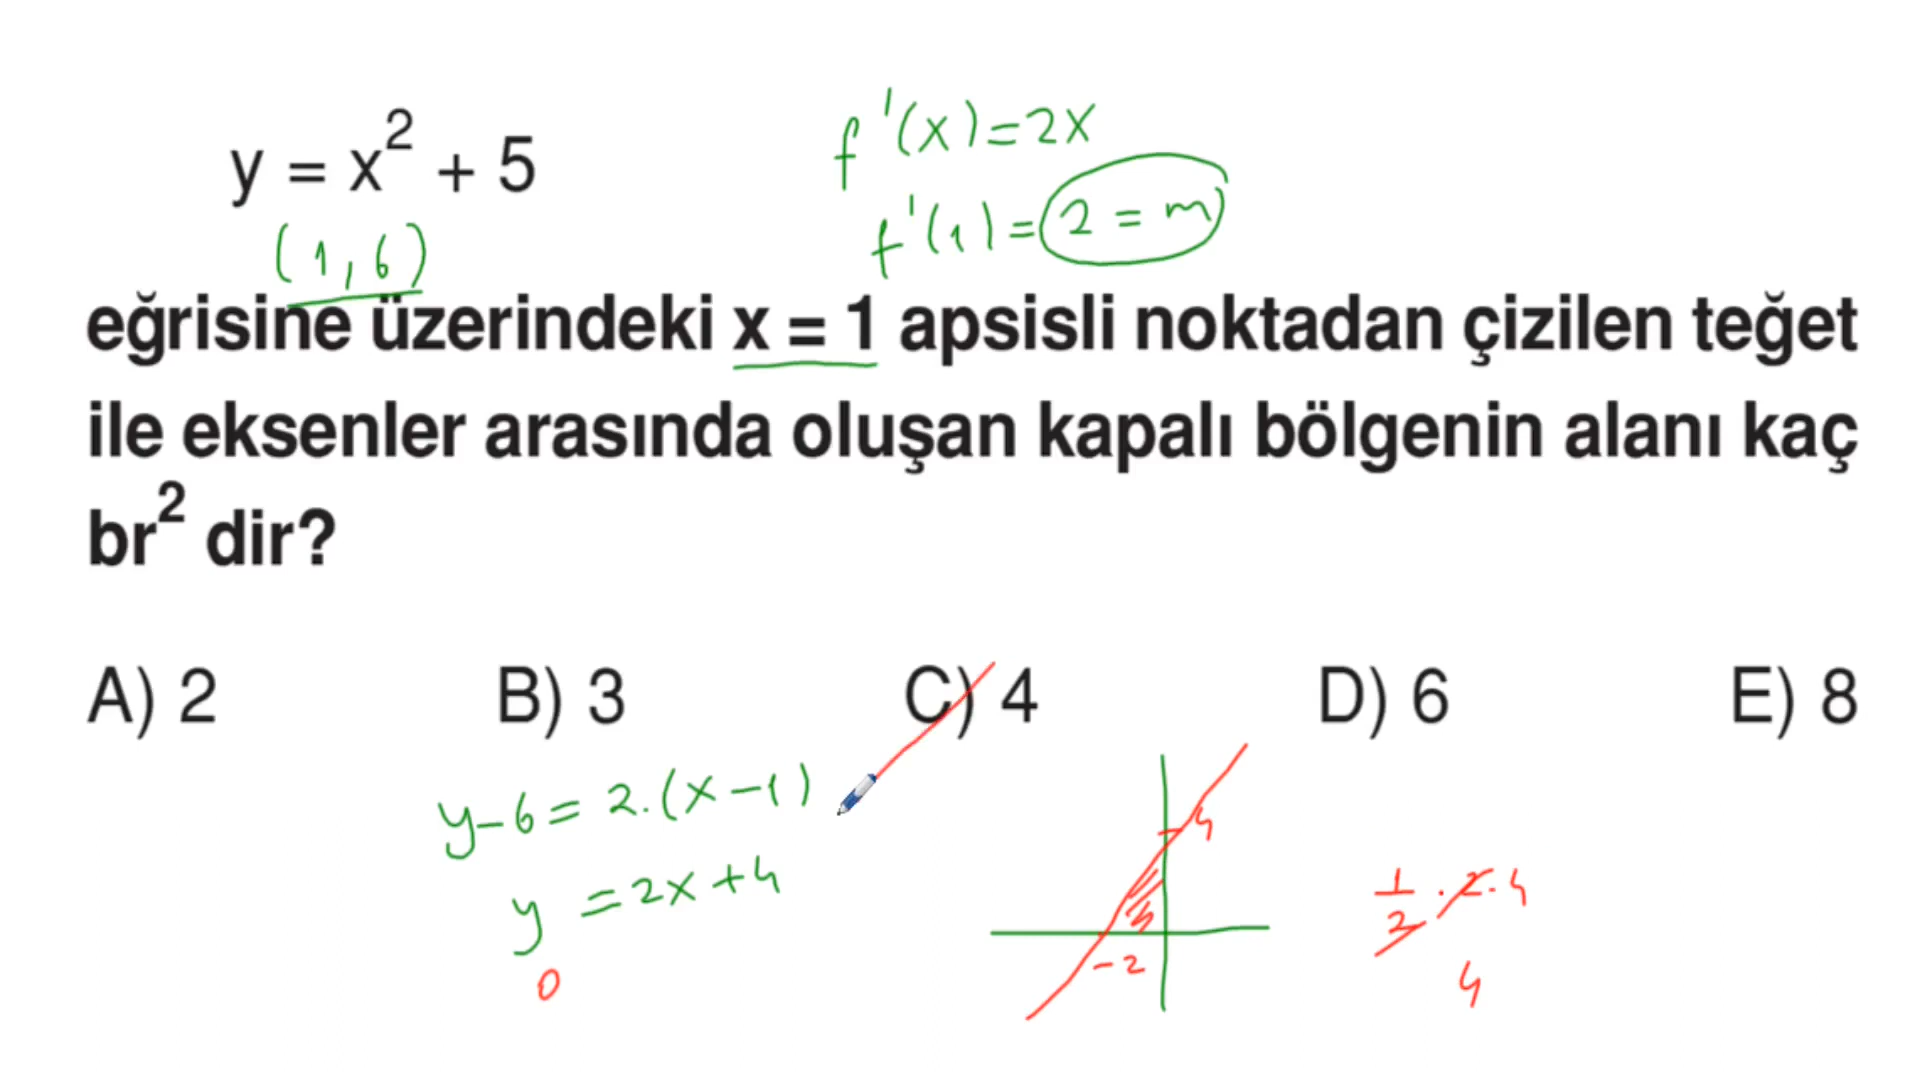 y = x² + 5
f'(x) = 2x
f'(1) = 2 = m
(1, 6)
eğrisine üzerindeki x = 1 apsisli noktadan çizilen teğet
ile eksenler arasında oluşan kapalı bölgenin alanı kaç
br² dir?
A) 2 B) 3 C) 4 D) 6 E) 8
y-6 = 2.(x-1)
y = 2x+4
0
4
-2
1/2 . 2 . 4
4